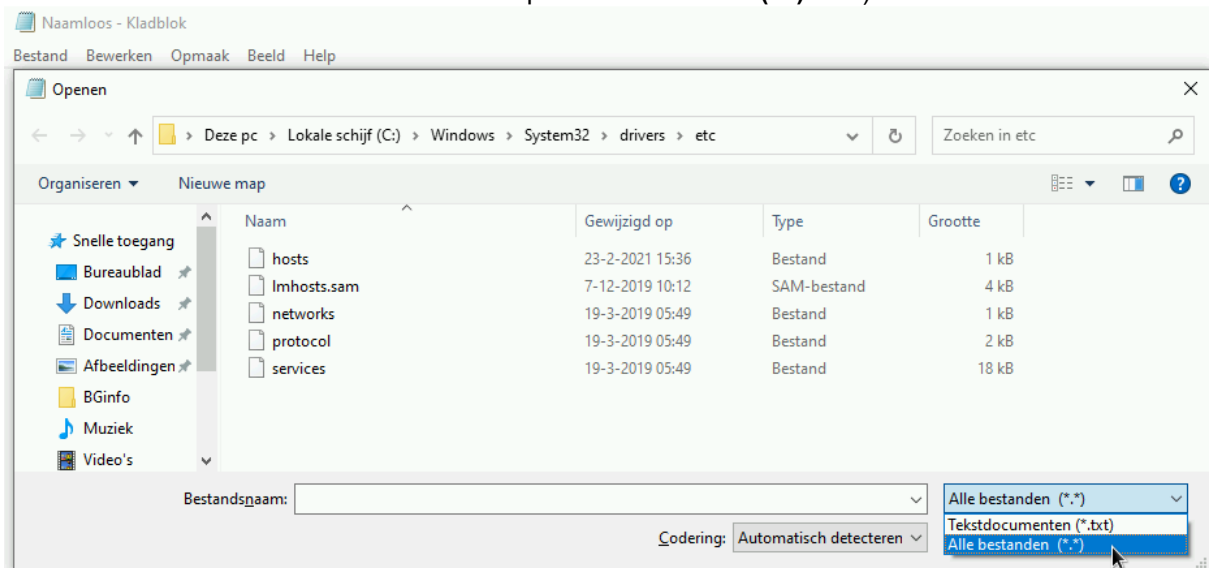 Naamloos - Kladblok
Bestand Bewerken Opmaak Beeld Help
Openen
Deze pc > Lokale schijf (C:) > Windows > System32 > drivers > etc
Zoeken in etc
Organiseren Nieuwe map
Naam Gewijzigd op Type Grootte
Snelle toegang
Bureaublad
Downloads
Documenten
Afbeeldingen
BGinfo
Muziek
Video's
hosts 23-2-2021 15:36 Bestand 1 kB
lmhosts.sam 7-12-2019 10:12 SAM-bestand 4 kB
networks 19-3-2019 05:49 Bestand 1 kB
protocol 19-3-2019 05:49 Bestand 2 kB
services 19-3-2019 05:49 Bestand 18 kB
Bestandsnaam:
Alle bestanden (*.*)
Tekstdocumenten (*.txt)
Alle bestanden (*.*)
Codering: Automatisch detecteren